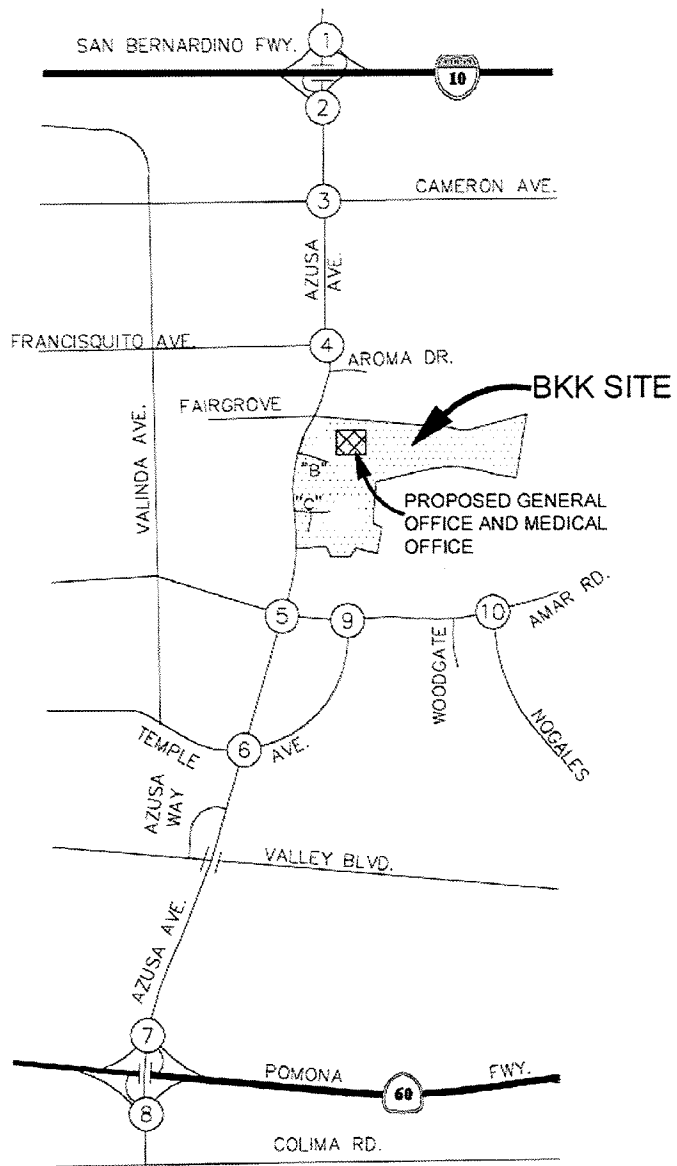 SAN BERNARDINO FWY.
1
10
2
3
CAMERON AVE.
AZUSA
AVE.
FRANCISQUITO AVE.
4
AROMA DR.
FAIRGROVE
BKK SITE
VALINDA AVE.
"B"
"C"
PROPOSED GENERAL
OFFICE AND MEDICAL
OFFICE
5
9
10
AMAR RD.
WOODGATE
NOGALES
TEMPLE
6
AVE.
AZUSA
WAY
VALLEY BLVD.
AZUSA AVE.
7
POMONA
60
FWY.
8
COLIMA RD.